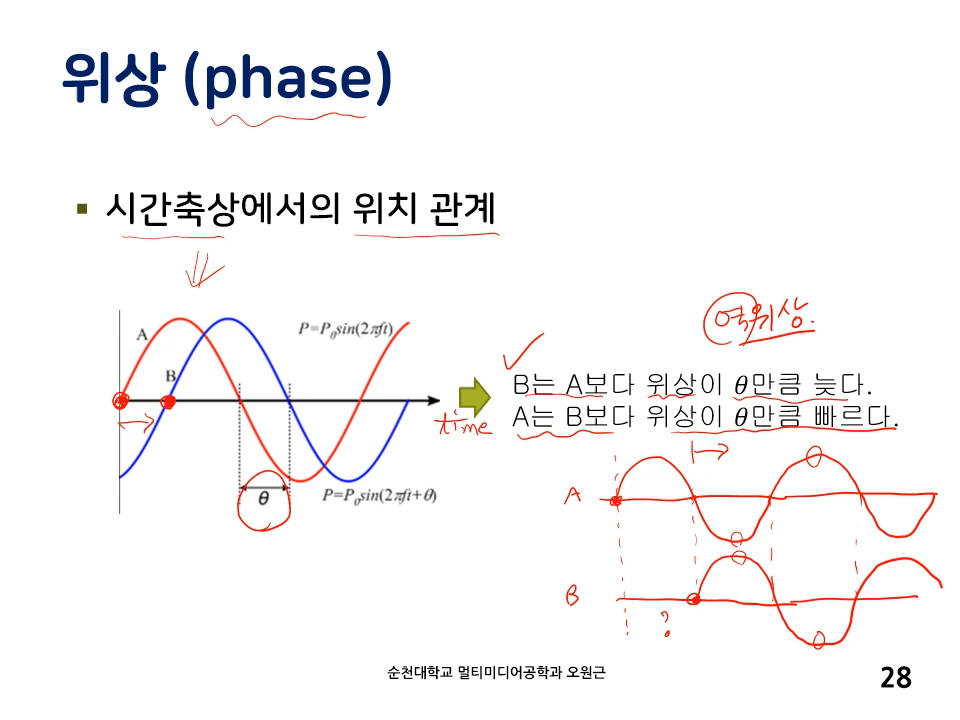 위상 (phase)
▪ 시간축상에서의 위치 관계
A
P=P₀sin(2πft)
B
time
θ
P=P₀sin(2πft+θ)
역위상.
B는 A보다 위상이 θ만큼 늦다.
A는 B보다 위상이 θ만큼 빠르다.
A
B
?
순천대학교 멀티미디어공학과 오원근
28